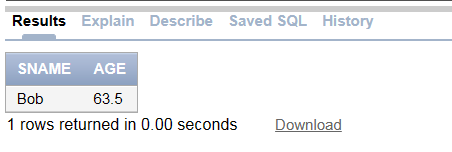 Results Explain Describe Saved SQL History
SNAME AGE
Bob 63.5
1 rows returned in 0.00 seconds Download